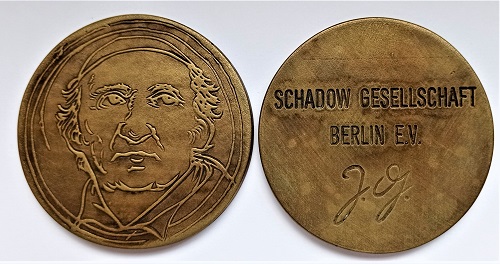 SCHADOW GESELLSCHAFT
BERLIN E.V.
J.G.